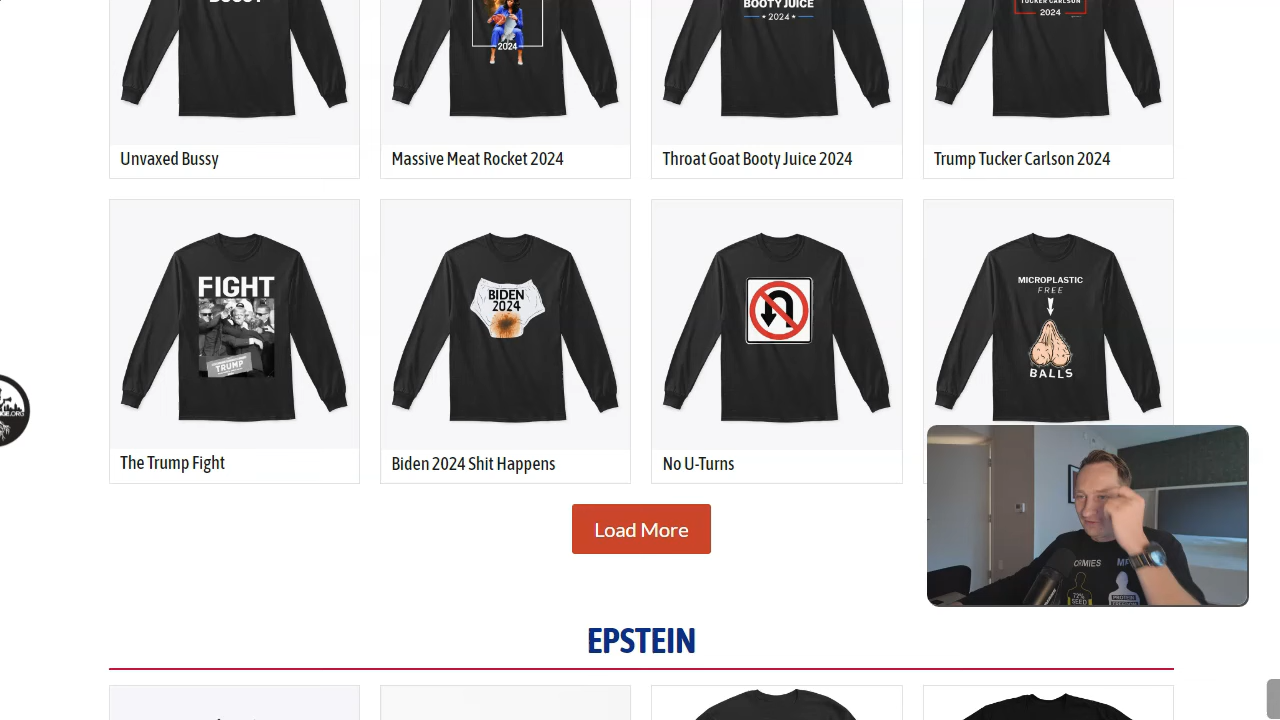 BOOTY JUICE
2024
2024
TUCKER CARLSON
2024
Unvaxed Bussy
Massive Meat Rocket 2024
Throat Goat Booty Juice 2024
Trump Tucker Carlson 2024
FIGHT
TRUMP
BIDEN
2024
MICROPLASTIC
FREE
BALLS
The Trump Fight
Biden 2024 Shit Happens
No U-Turns
Load More
72%
SEED
EPSTEIN